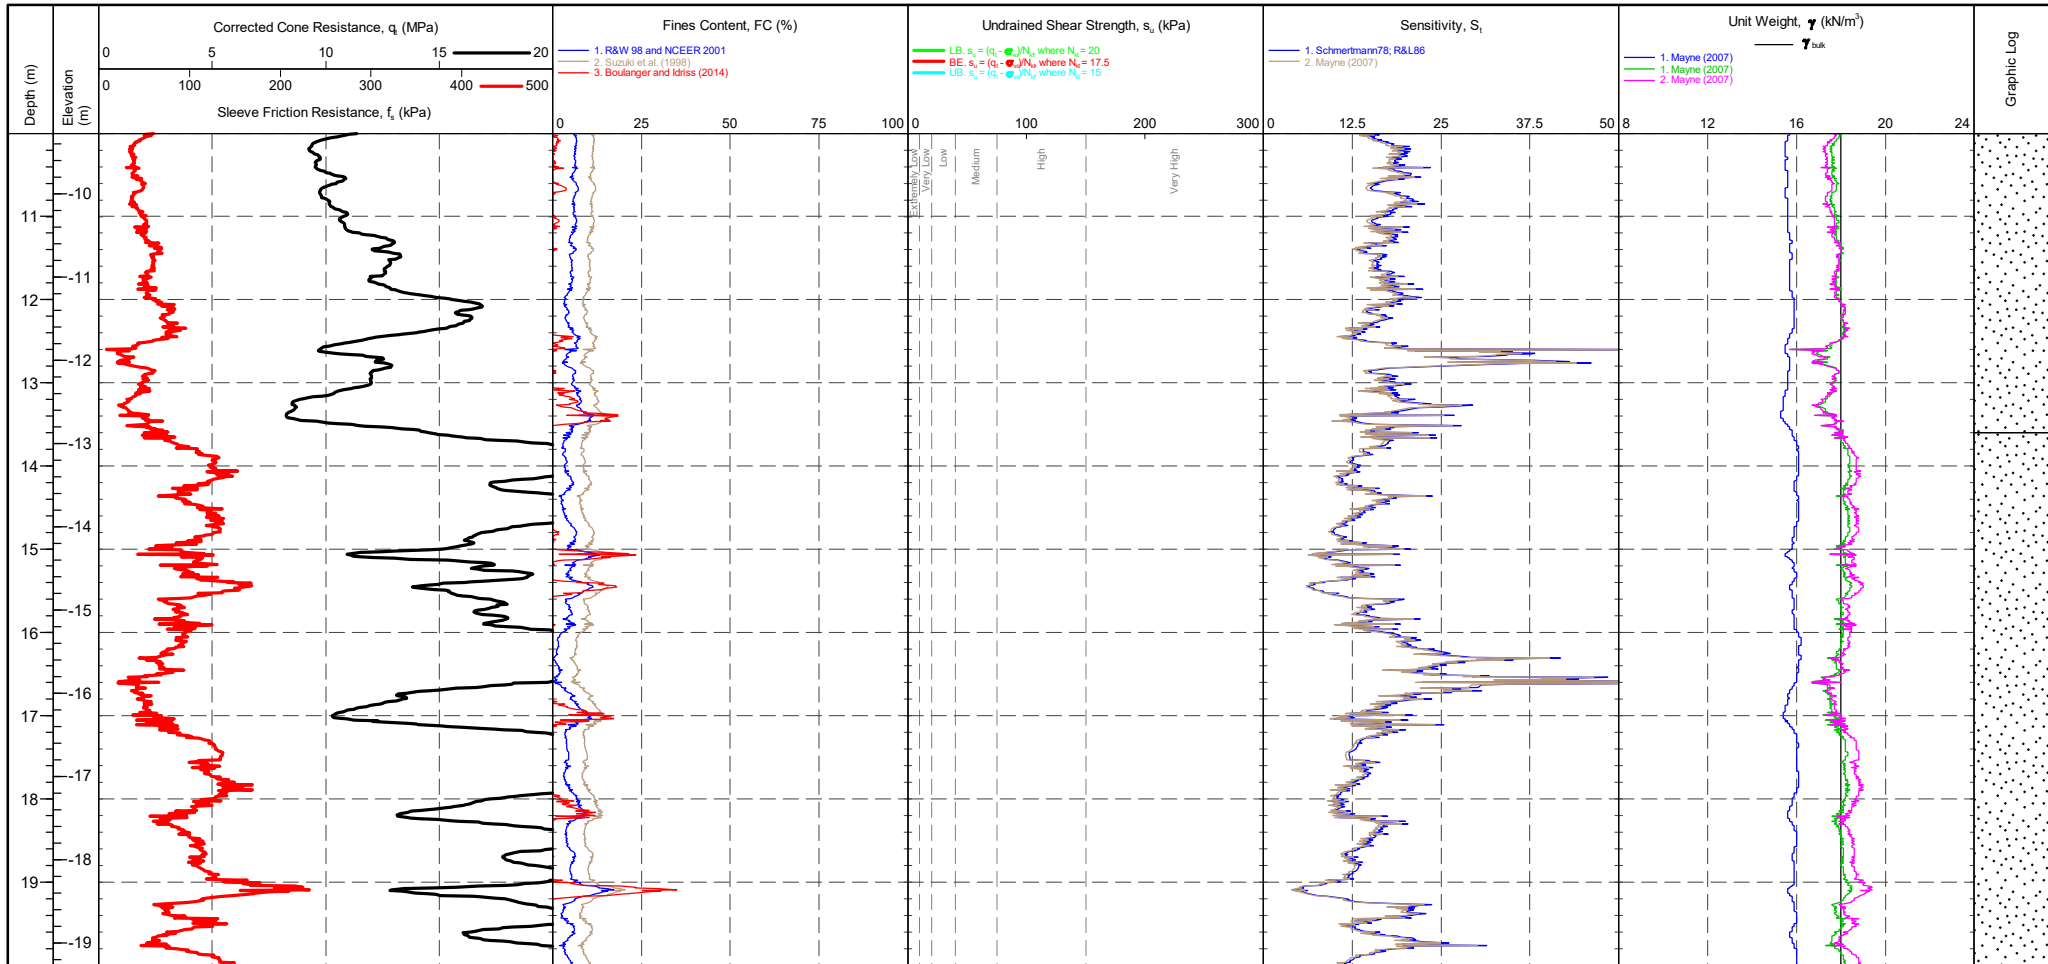 Depth (m)
Elevation (m)
Corrected Cone Resistance, qt (MPa)
0 5 10 15 20
0 100 200 300 400 500
Sleeve Friction Resistance, fs (kPa)
Fines Content, FC (%)
1. R&W 98 and NCEER 2001
2. Suzuki et al. (1998)
3. Boulanger and Idriss (2014)
0 25 50 75 100
Undrained Shear Strength, su (kPa)
LB. su = (qt - σvo)/Nkt where Nkt = 20
BE. su = (qt - σvo)/Nkt where Nkt = 17.5
UB. su = (qt - σvo)/Nkt where Nkt = 15
0 100 200 300
Extremely Low
Very Low
Low
Medium
High
Very High
Sensitivity, St
1. Schmertmann78; R&L86
2. Mayne (2007)
0 12.5 25 37.5 50
Unit Weight, γ (kN/m³)
γbulk
1. Mayne (2007)
1. Mayne (2007)
2. Mayne (2007)
8 12 16 20 24
Graphic Log
-10
11
-11
12
-12
13
-13
14
-14
15
-15
16
-16
17
-17
18
-18
19
-19